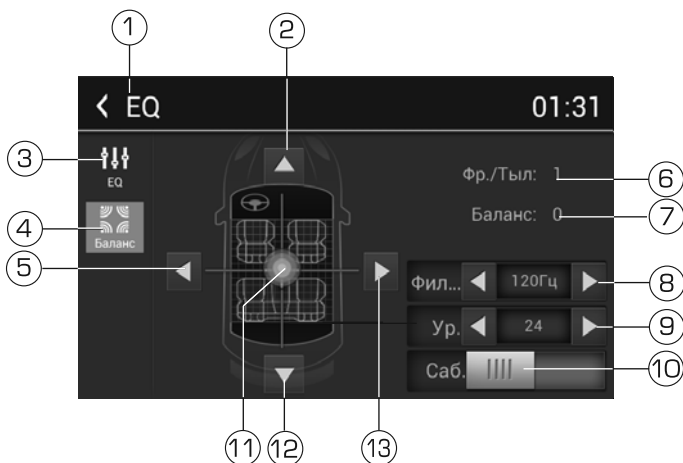 1
2
EQ
01:31
3
EQ
Фр./Тыл: 1
6
4
Баланс
Баланс: 0
7
5
Фил... 120Гц
8
Ур. 24
9
Саб.
10
11
12
13